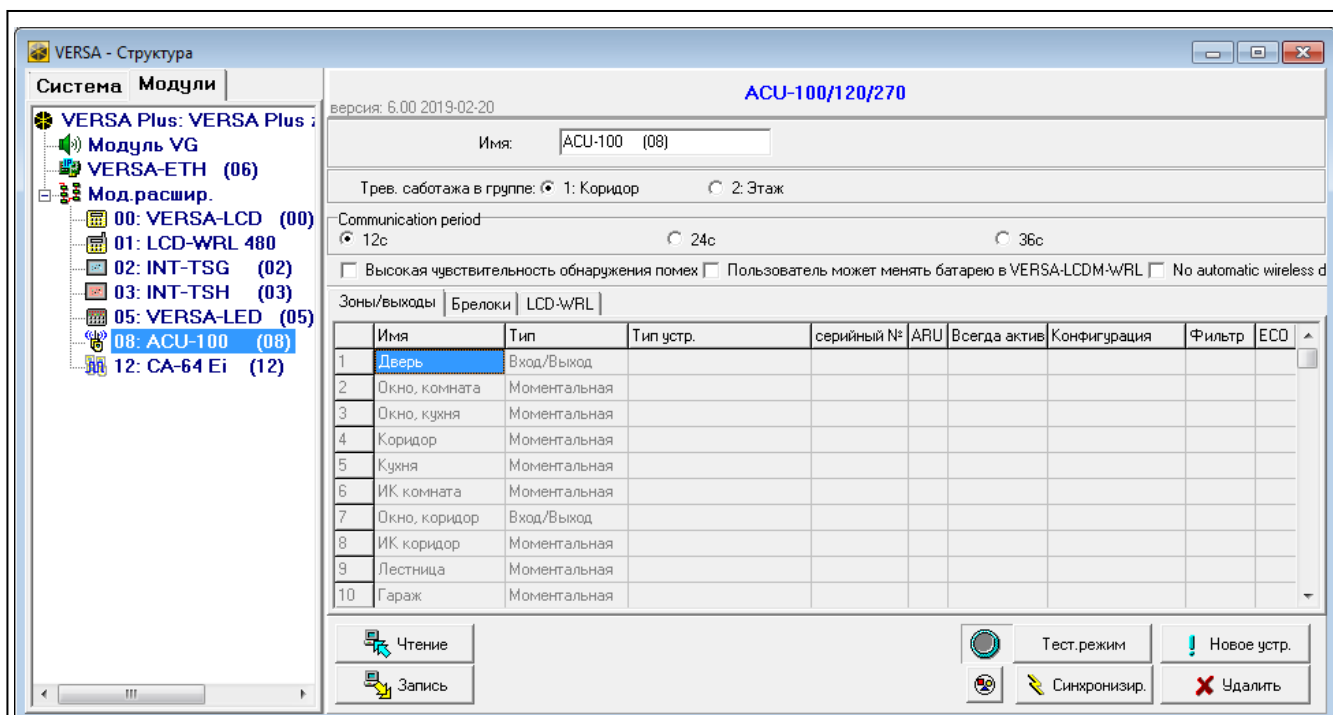 VERSA - Структура
Система Модули
VERSA Plus: VERSA Plus
Модуль VG
VERSA-ETH (06)
Мод.расшир.
00: VERSA-LCD (00)
01: LCD-WRL 480
02: INT-TSG (02)
03: INT-TSH (03)
05: VERSA-LED (05)
08: ACU-100 (08)
12: CA-64 Ei (12)
ACU-100/120/270
версия: 6.00 2019-02-20
Имя: ACU-100 (08)
Трев. саботажа в группе: 1: Коридор 2: Этаж
Communication period
12с 24с 36с
Высокая чувствительность обнаружения помех Пользователь может менять батарею в VERSA-LCDM-WRL No automatic wireless d
Зоны/выходы Брелоки LCD-WRL
Имя Тип Тип устр. серийный № ARU Всегда актив Конфигурация Фильтр ECO
1 Дверь Вход/Выход
2 Окно, комната Моментальная
3 Окно, кухня Моментальная
4 Коридор Моментальная
5 Кухня Моментальная
6 ИК комната Моментальная
7 Окно, коридор Вход/Выход
8 ИК коридор Моментальная
9 Лестница Моментальная
10 Гараж Моментальная
Чтение Тест.режим Новое устр.
Запись Синхронизир. Удалить